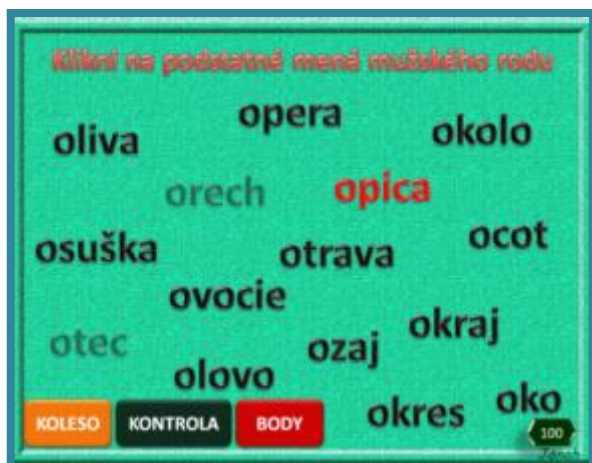 Klikni na podstatné mená mužského rodu
opera
oliva
okolo
orech
opica
osuška
otrava
ocot
ovocie
okraj
otec
ozaj
olovo
okres
oko
KOLESO
KONTROLA
BODY
100